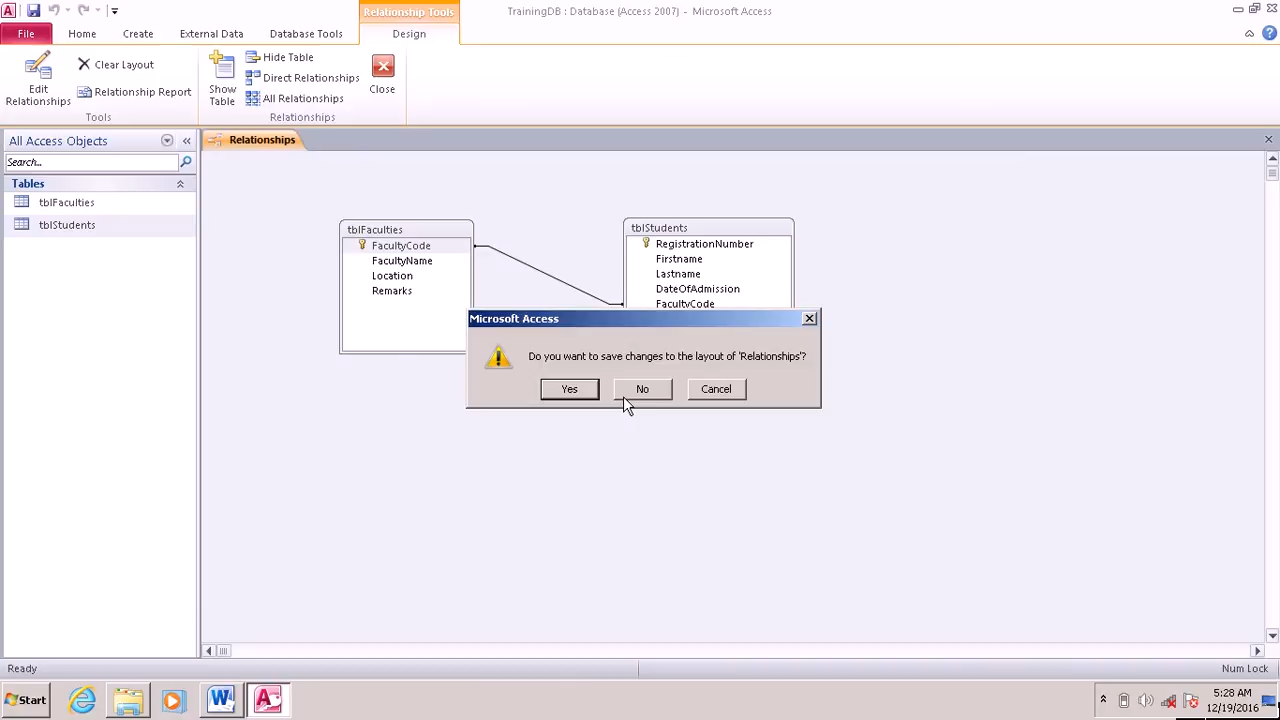 TrainingDB : Database (Access 2007) - Microsoft Access
Relationship Tools
File
Home
Create
External Data
Database Tools
Design
Edit
Relationships
Clear Layout
Relationship Report
Tools
Show
Table
Hide Table
Direct Relationships
All Relationships
Close
Relationships
All Access Objects
Search..
Tables
tblFaculties
tblStudents
Relationships
tblFaculties
FacultyCode
FacultyName
Location
Remarks
tblStudents
RegistrationNumber
Firstname
Lastname
DateOfAdmission
FacultyCode
Microsoft Access
Do you want to save changes to the layout of 'Relationships'?
Yes
No
Cancel
Ready
Num Lock
Start
5:28 AM
12/19/2016